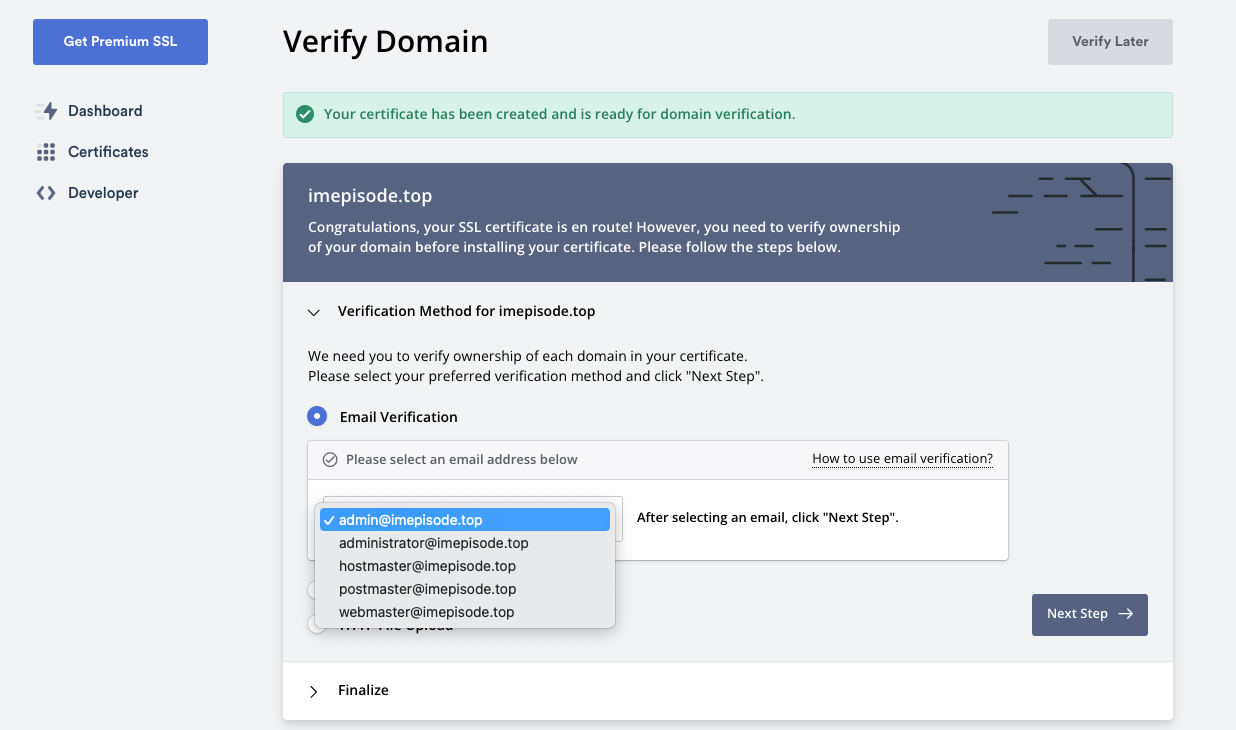 Get Premium SSL
Dashboard
Certificates
Developer
Verify Domain
Verify Later
Your certificate has been created and is ready for domain verification.
imepisode.top
Congratulations, your SSL certificate is en route! However, you need to verify ownership
of your domain before installing your certificate. Please follow the steps below.
Verification Method for imepisode.top
We need you to verify ownership of each domain in your certificate.
Please select your preferred verification method and click "Next Step".
Email Verification
Please select an email address below
How to use email verification?
admin@imepisode.top
administrator@imepisode.top
hostmaster@imepisode.top
postmaster@imepisode.top
webmaster@imepisode.top
After selecting an email, click "Next Step".
Next Step
Finalize